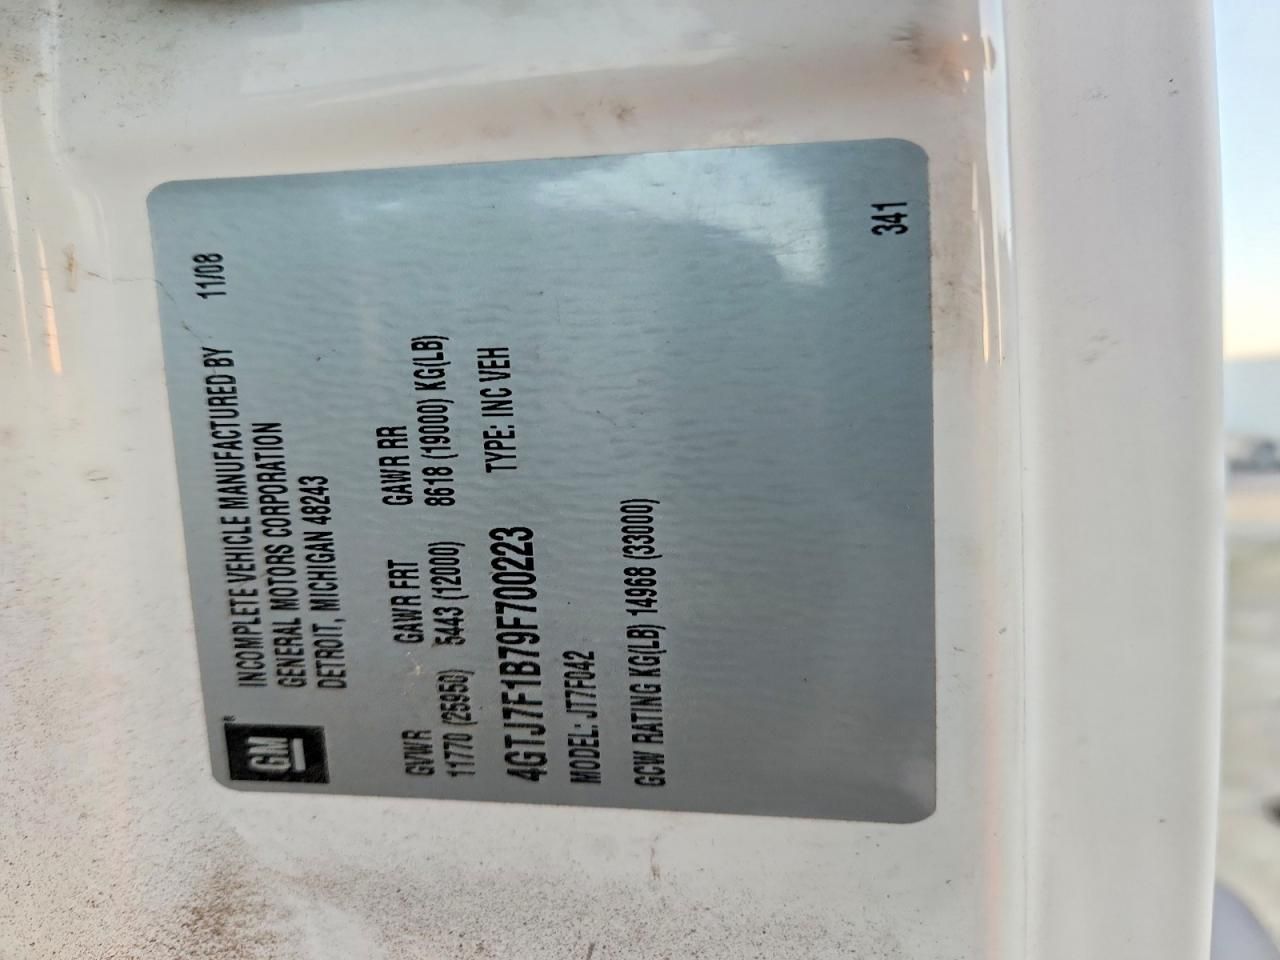 GM
INCOMPLETE VEHICLE MANUFACTURED BY 11/08
GENERAL MOTORS CORPORATION
DETROIT, MICHIGAN 48243
GVWR GAWR FRT GAWR RR
11770 (25950) 5443 (12000) 8618 (19000) KG(LB)
4GTJ7F1B79F700223 TYPE: INC VEH
MODEL: JT7F042
GCW RATING KG(LB) 14968 (33000)
341